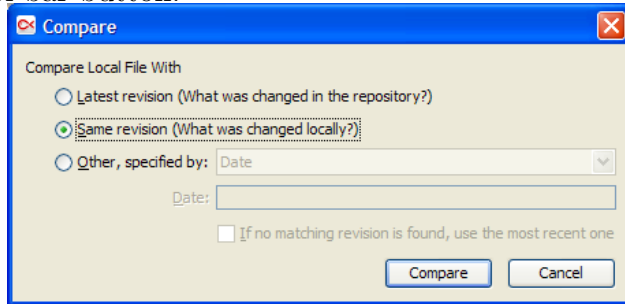 Compare
Compare Local File With
Latest revision (What was changed in the repository?)
Same revision (What was changed locally?)
Other, specified by: Date
Date:
If no matching revision is found, use the most recent one
Compare Cancel